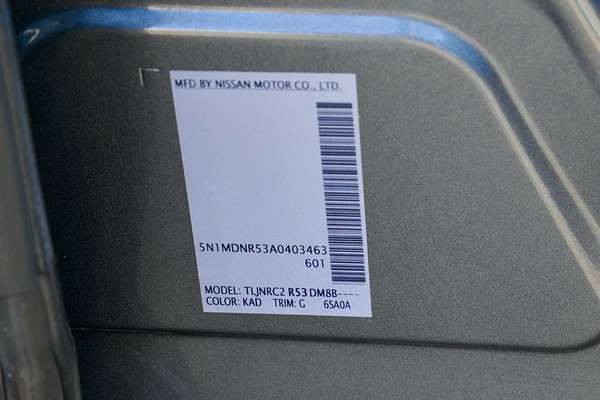 MFD BY NISSAN MOTOR CO., LTD.
5N1MDNR53A0403463
601
MODEL: TLJNRC2 R53 DM8B----
COLOR: KAD TRIM: G 6SA0A